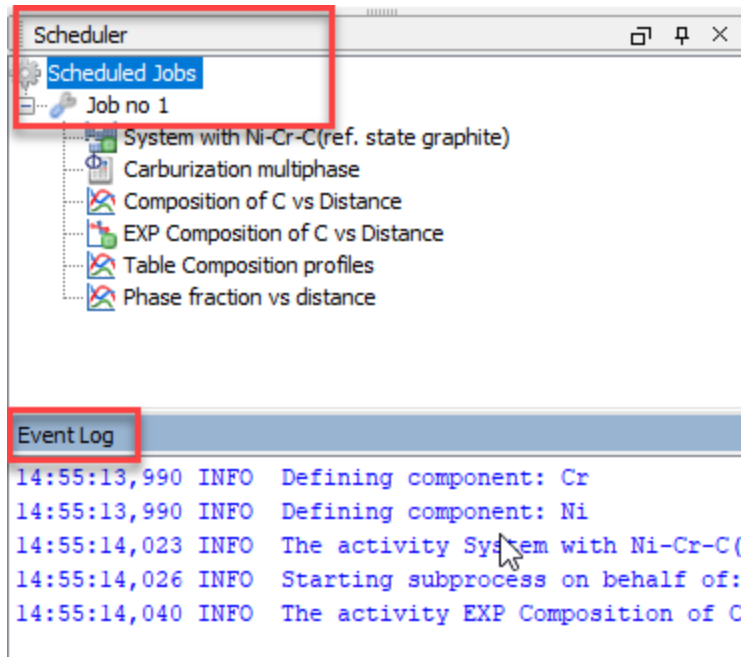 Scheduler
Scheduled Jobs
Job no 1
System with Ni-Cr-C(ref. state graphite)
Carburization multiphase
Composition of C vs Distance
EXP Composition of C vs Distance
Table Composition profiles
Phase fraction vs distance
Event Log
14:55:13,990 INFO Defining component: Cr
14:55:13,990 INFO Defining component: Ni
14:55:14,023 INFO The activity System with Ni-Cr-C(
14:55:14,026 INFO Starting subprocess on behalf of:
14:55:14,040 INFO The activity EXP Composition of C